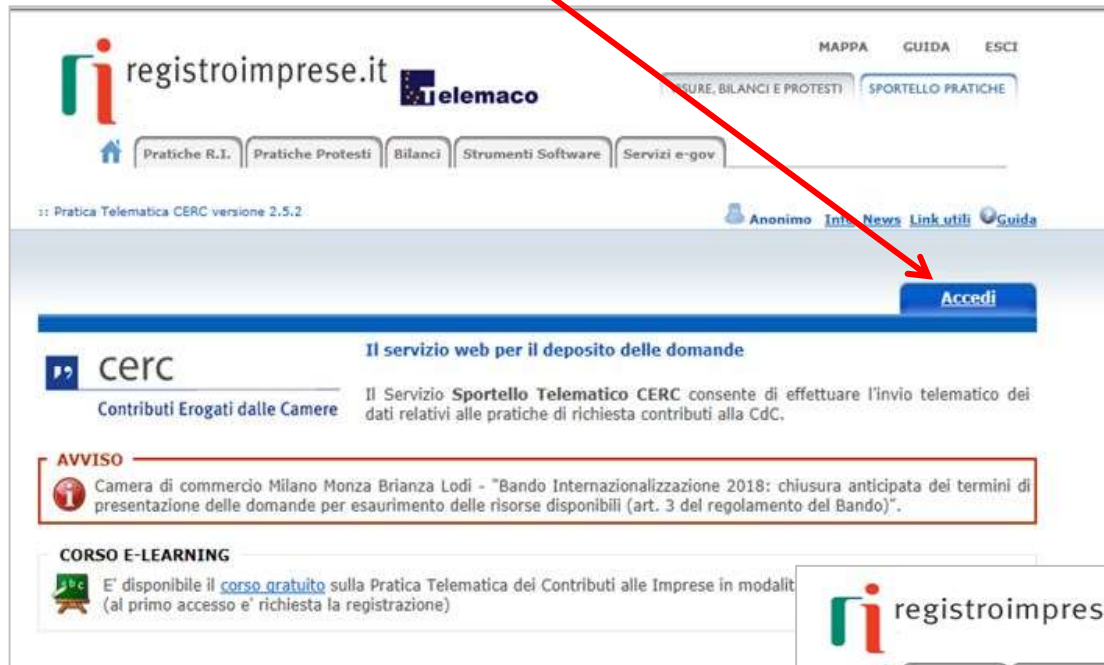 MAPPA GUIDA ESCI
registroimprese.it
Telemaco
BILANCI E PROTESTI
SPORTELLO PRATICHE
Pratiche R.I. Pratiche Protesti Bilanci Strumenti Software Servizi e-gov
:: Pratica Telematica CERC versione 2.5.2
Anonimo Info News Link utili Guida
Accedi
cerc
Contributi Erogati dalle Camere
Il servizio web per il deposito delle domande
Il Servizio Sportello Telematico CERC consente di effettuare l'invio telematico dei
dati relativi alle pratiche di richiesta contributi alla CdC.
AVVISO
Camera di commercio Milano Monza Brianza Lodi - "Bando Internazionalizzazione 2018: chiusura anticipata dei termini di
presentazione delle domande per esaurimento delle risorse disponibili (art. 3 del regolamento del Bando)".
CORSO E-LEARNING
abc
E' disponibile il corso gratuito sulla Pratica Telematica dei Contributi alle Imprese in modalit
(al primo accesso e' richiesta la registrazione)
registroimpres